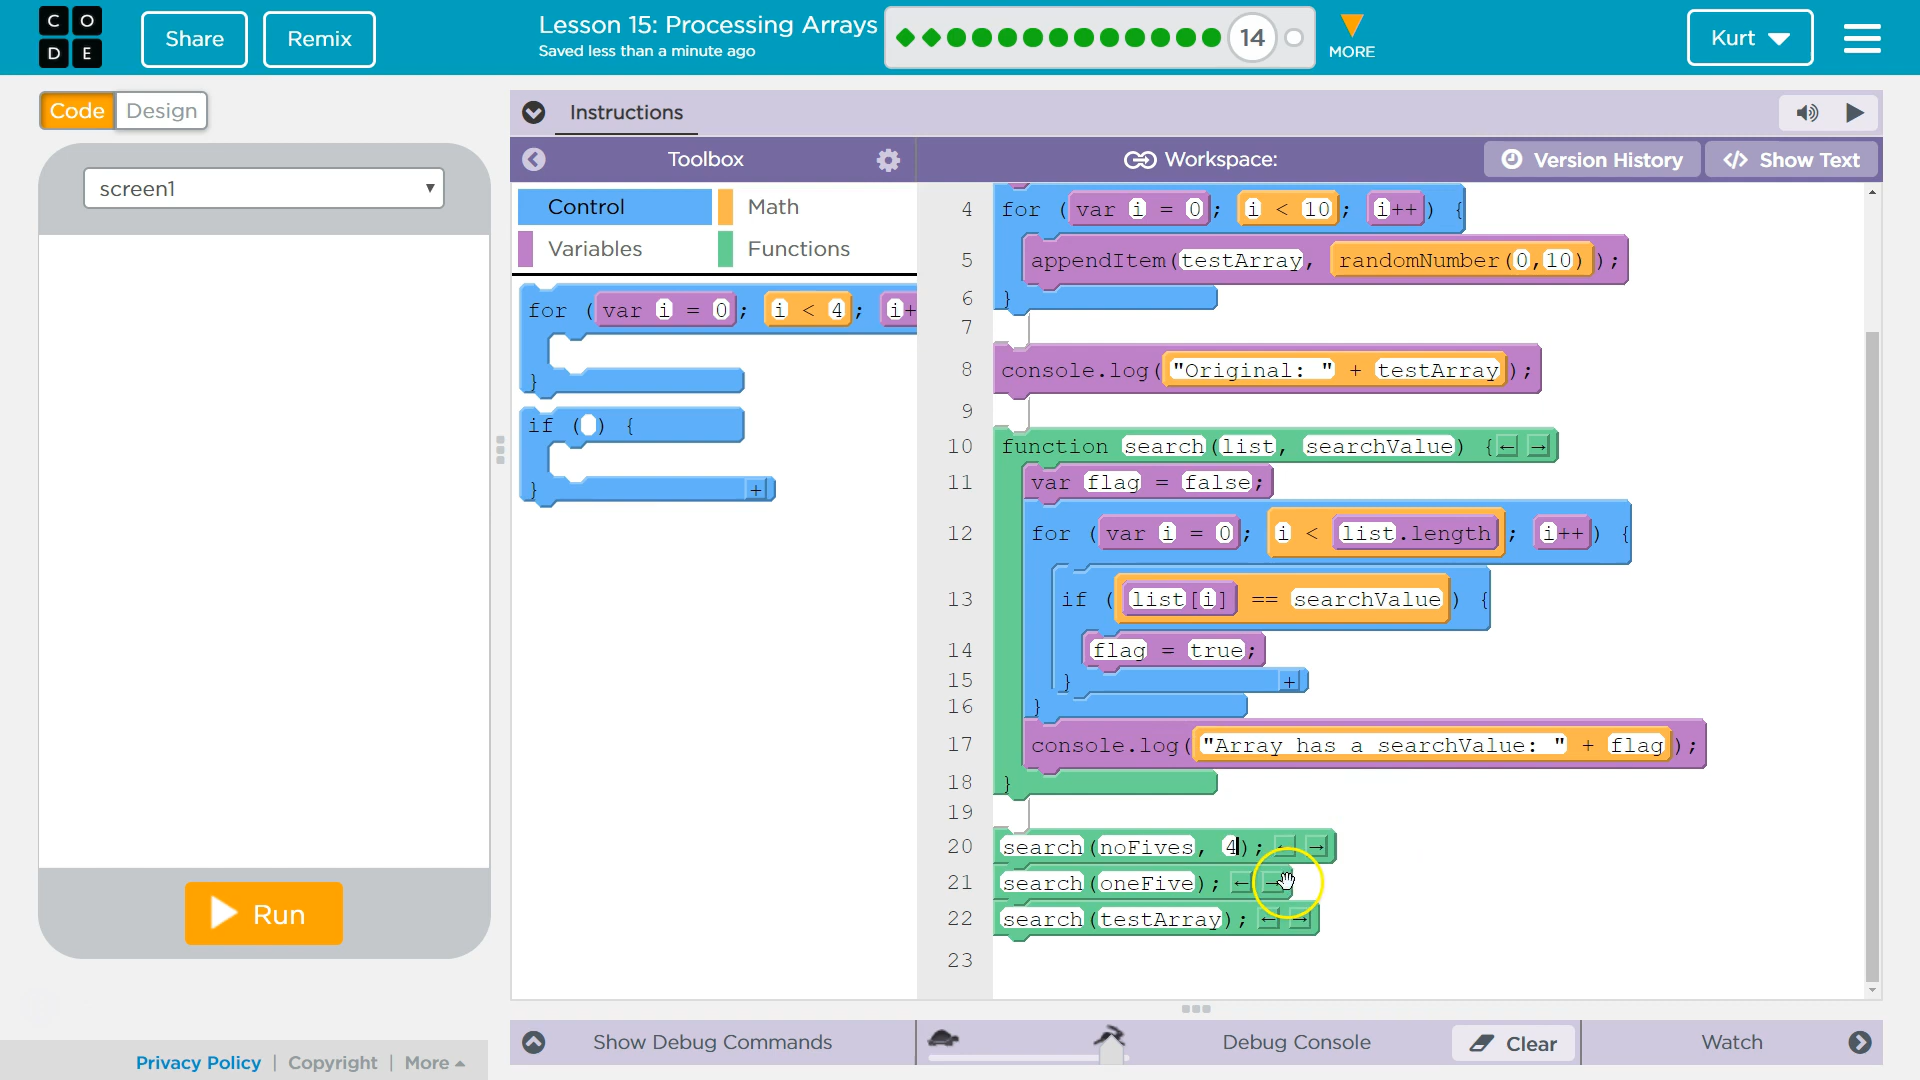 C O
D E
Share
Remix
Lesson 15: Processing Arrays
Saved less than a minute ago
14
MORE
Kurt
Code
Design
screen1
Run
Privacy Policy | Copyright | More
Instructions
Toolbox
Workspace:
Version History
</> Show Text
Control
Math
Variables
Functions
for (var i = 0; i < 4; i+
}
if ( ) {
} +
4 for (var i = 0; i < 10; i++) {
5 appendItem(testArray, randomNumber(0,10));
6 }
7
8 console.log("Original: " + testArray);
9
10 function search(list, searchValue) { ← →
11 var flag = false;
12 for (var i = 0; i < list.length; i++) {
13 if (list[i] == searchValue) {
14 flag = true;
15 } +
16 }
17 console.log("Array has a searchValue: " + flag);
18 }
19
20 search(noFives, 4); ← →
21 search(oneFive); ← →
22 search(testArray); ← →
23
Show Debug Commands
Debug Console
Clear
Watch